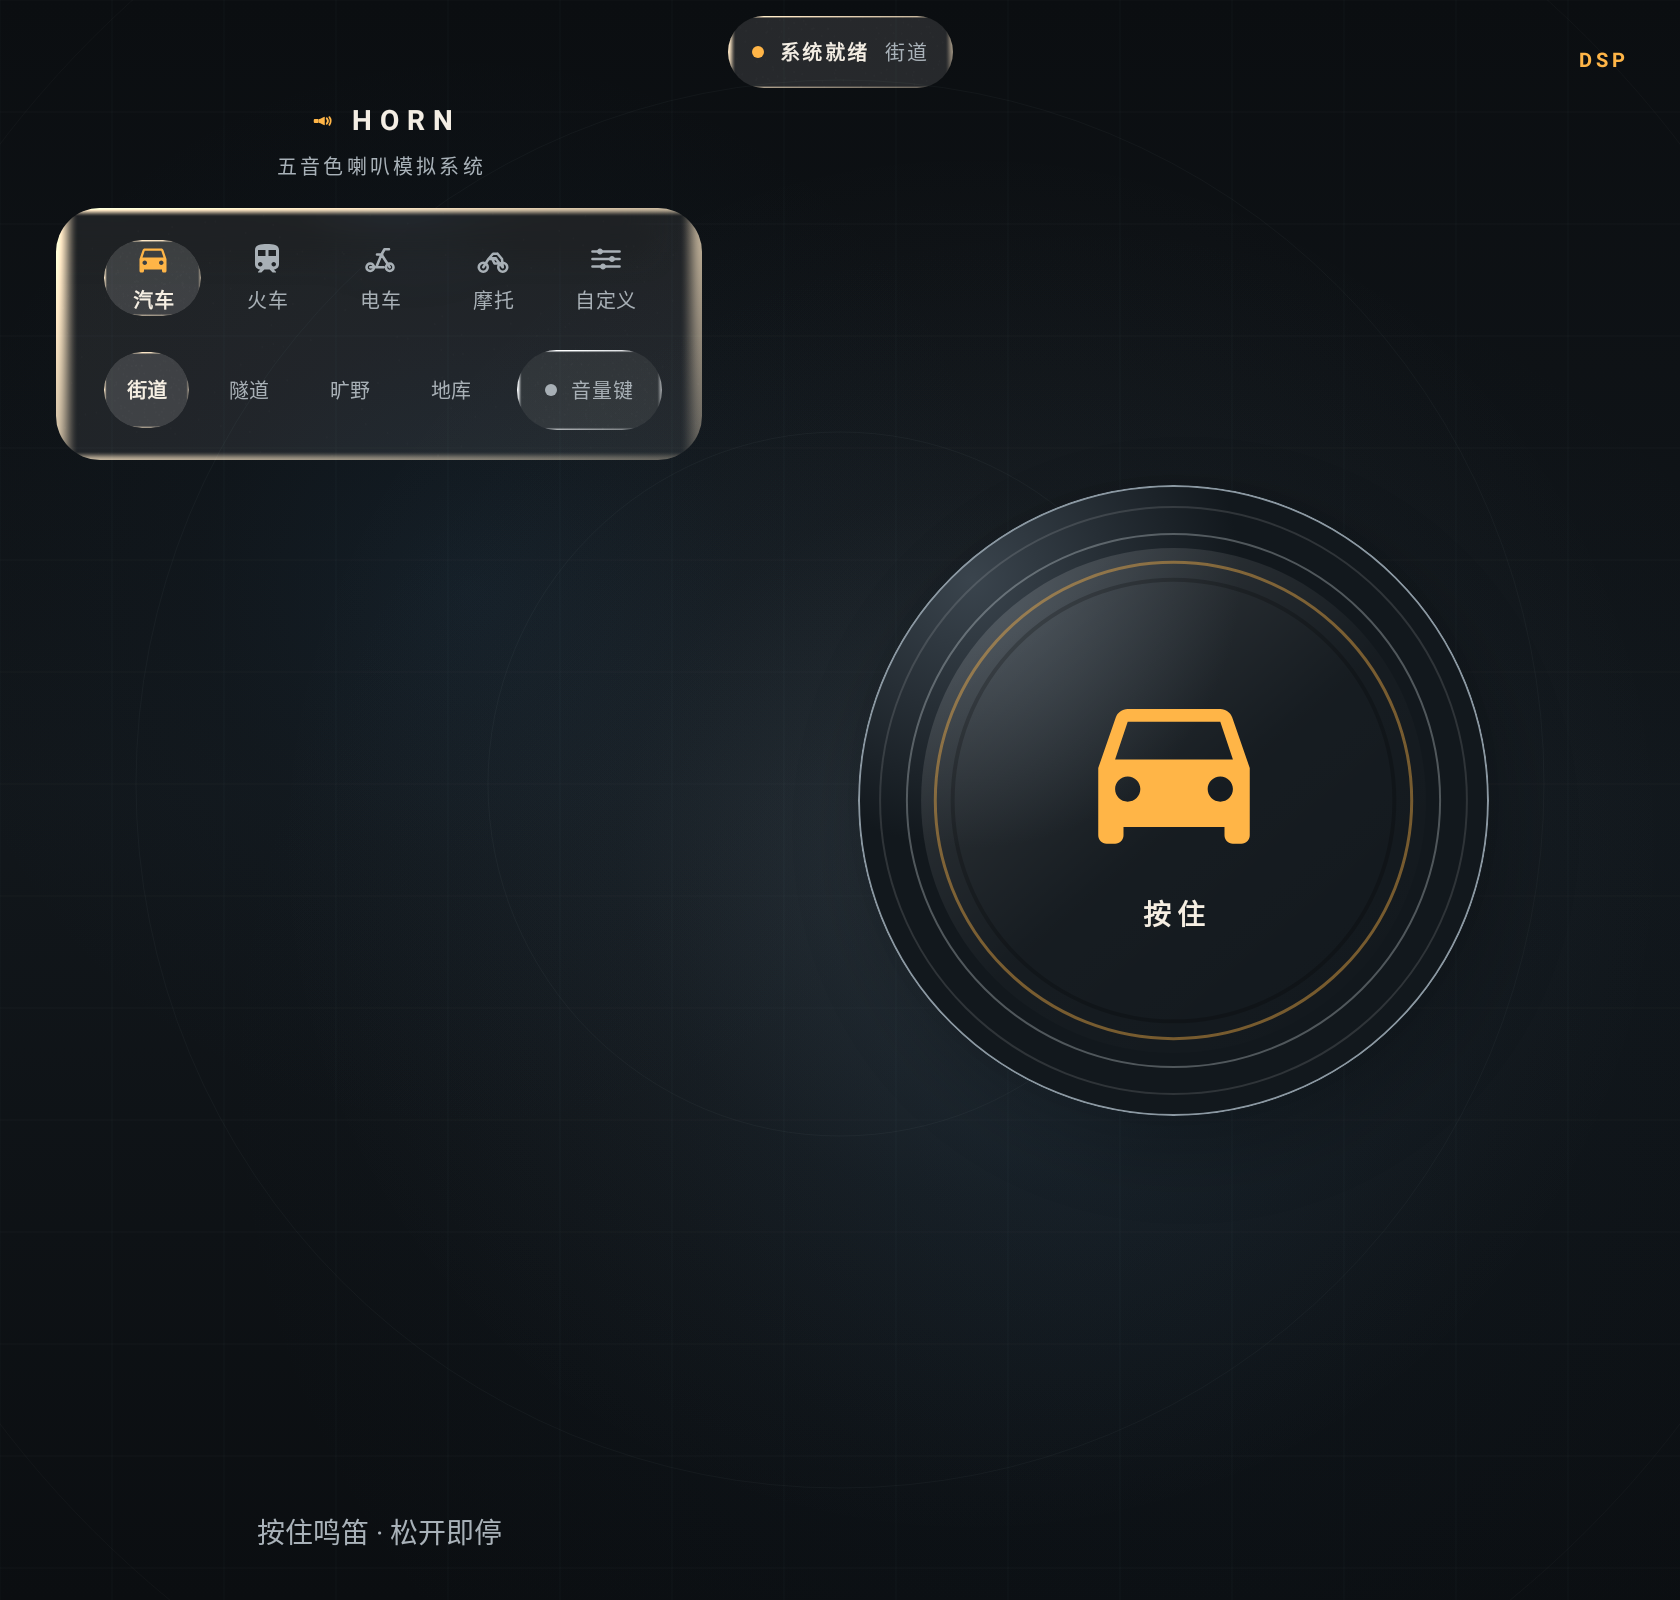 系统就绪 街道
DSP
HORN
五音色喇叭模拟系统
汽车 火车 电车 摩托 自定义
街道 隧道 旷野 地库 音量键
按住
按住鸣笛 · 松开即停